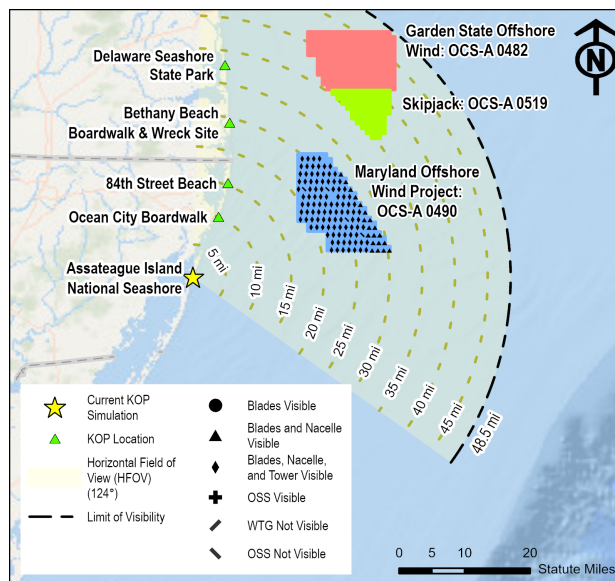 Garden State Offshore
Wind: OCS-A 0482
N
Delaware Seashore
State Park
Skipjack: OCS-A 0519
Bethany Beach
Boardwalk & Wreck Site
Maryland Offshore
Wind Project:
OCS-A 0490
84th Street Beach
Ocean City Boardwalk
Assateague Island
National Seashore
5 mi
10 mi
15 mi
20 mi
25 mi
30 mi
35 mi
40 mi
45 mi
48.5 mi
Current KOP
Simulation
KOP Location
Horizontal Field of
View (HFOV)
(124°)
Limit of Visibility
Blades Visible
Blades and Nacelle
Visible
Blades, Nacelle,
and Tower Visible
OSS Visible
WTG Not Visible
OSS Not Visible
0 5 10 20
Statute Miles